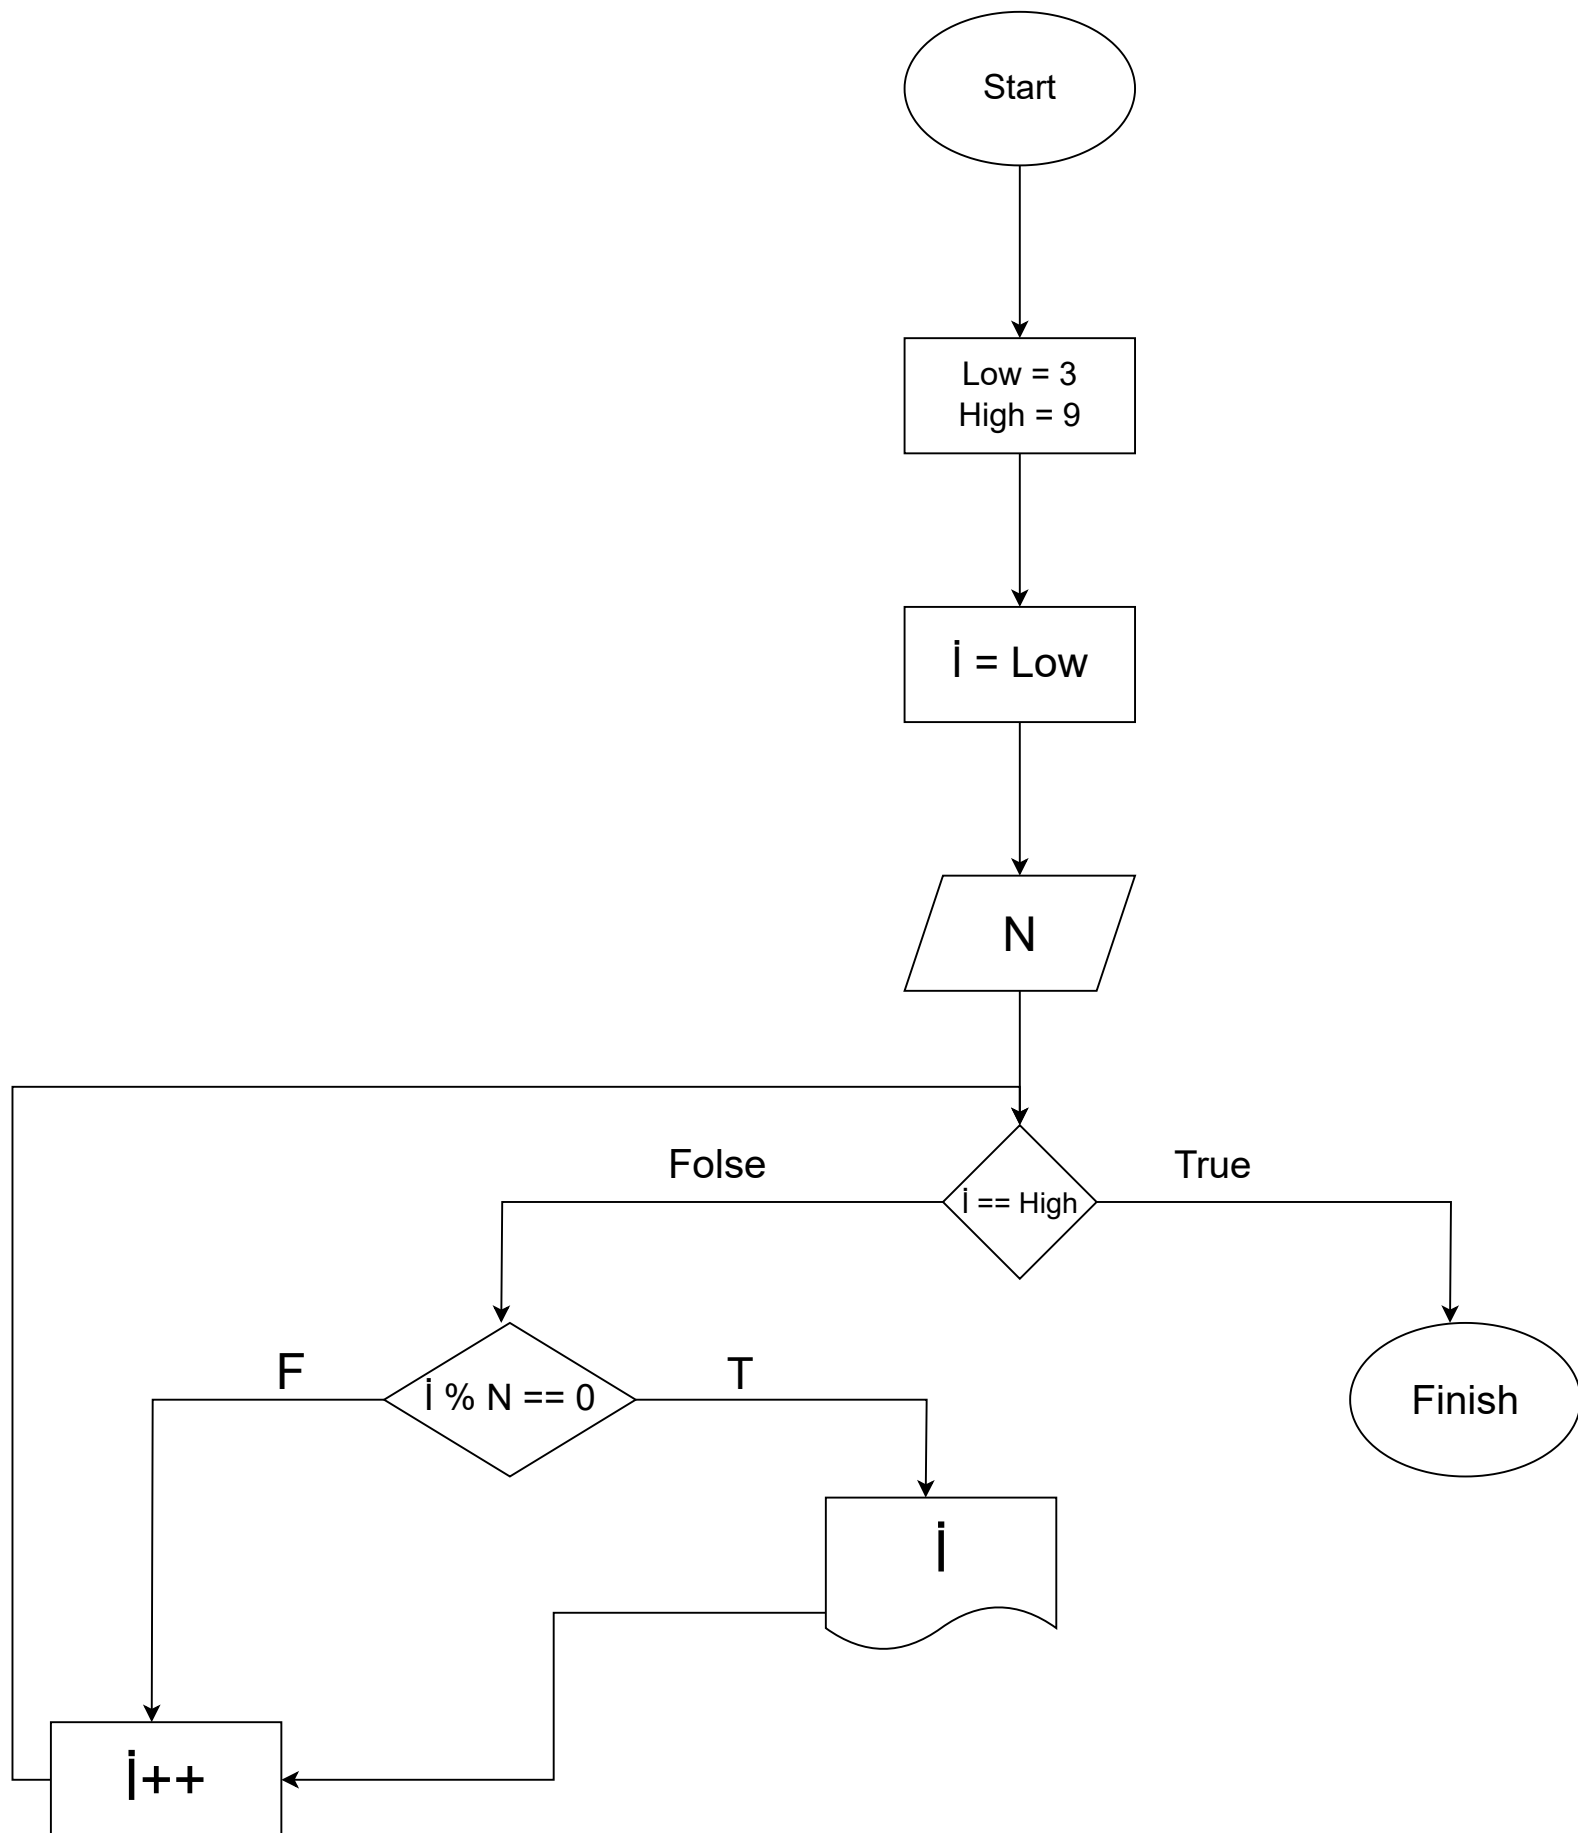 Start
Low = 3
High = 9
İ = Low
N
Folse
True
İ == High
F
T
İ % N == 0
Finish
İ
İ++